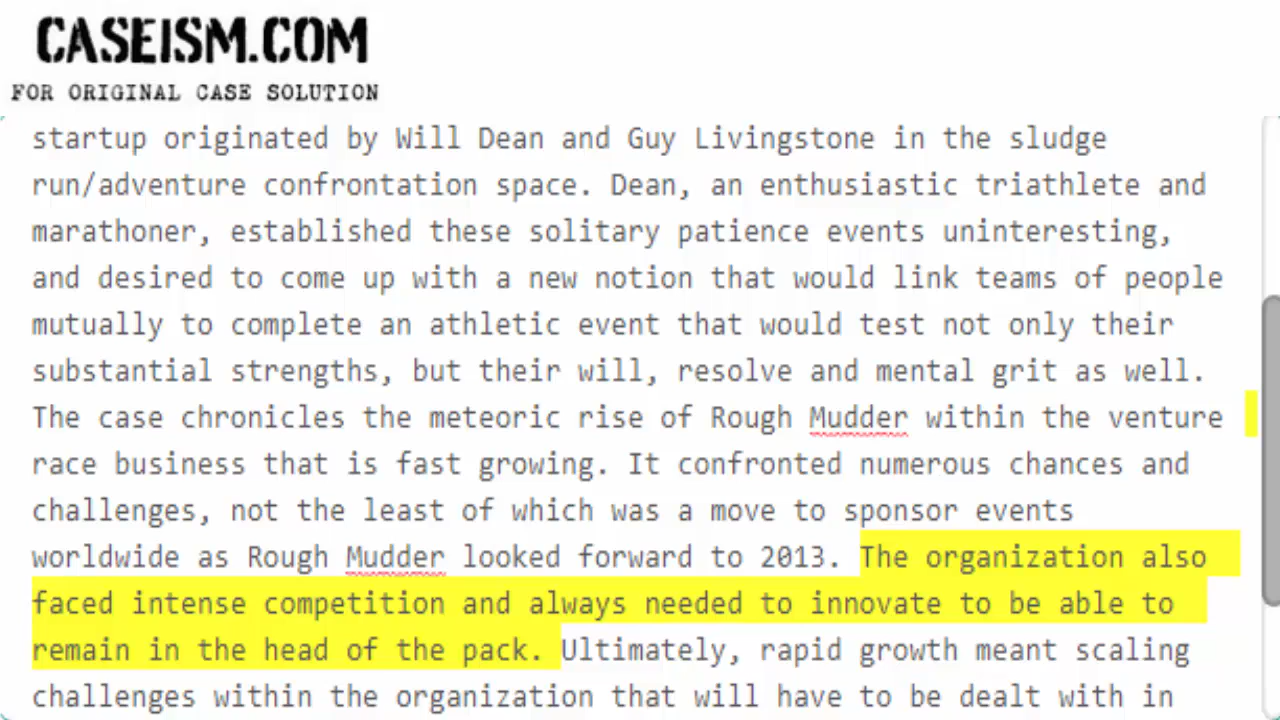 CASEISM.COM
FOR ORIGINAL CASE SOLUTION
startup originated by Will Dean and Guy Livingstone in the sludge
run/adventure confrontation space. Dean, an enthusiastic triathlete and
marathoner, established these solitary patience events uninteresting,
and desired to come up with a new notion that would link teams of people
mutually to complete an athletic event that would test not only their
substantial strengths, but their will, resolve and mental grit as well.
The case chronicles the meteoric rise of Rough Mudder within the venture
race business that is fast growing. It confronted numerous chances and
challenges, not the least of which was a move to sponsor events
worldwide as Rough Mudder looked forward to 2013. The organization also
faced intense competition and always needed to innovate to be able to
remain in the head of the pack. Ultimately, rapid growth meant scaling
challenges within the organization that will have to be dealt with in